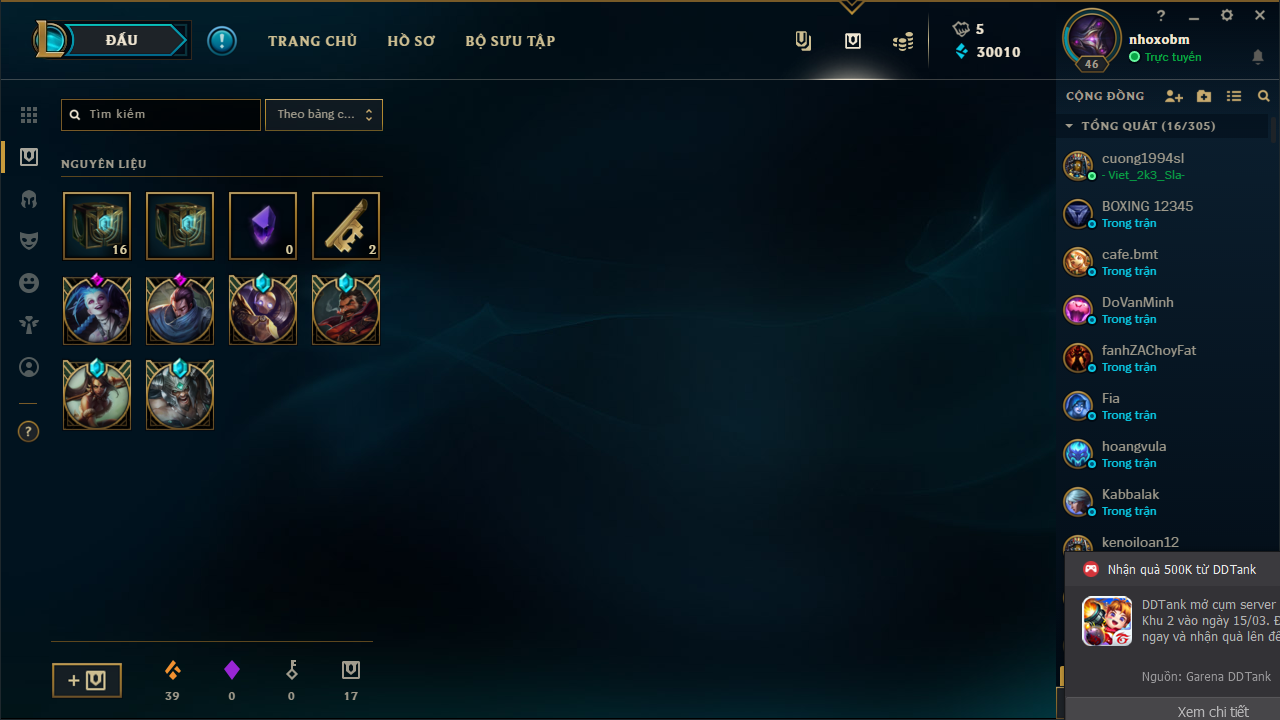 ĐẤU
TRANG CHỦ
HỒ SƠ
BỘ SƯU TẬP
5
30010
?
nhoxobm
Trực tuyến
46
Tìm kiếm
Theo bảng c...
NGUYÊN LIỆU
16
0
2
?
+
39
0
0
17
CỘNG ĐỒNG
TỔNG QUÁT (16/305)
cuong1994sl
- Viet_2k3_Sla-
BOXING 12345
Trong trận
cafe.bmt
Trong trận
DoVanMinh
Trong trận
fanhZAChoyFat
Trong trận
Fia
Trong trận
hoangvula
Trong trận
Kabbalak
Trong trận
kenoiloan12
Nhận quà 500K từ DDTank
DDTank mở cụm server
Khu 2 vào ngày 15/03. Đ
ngay và nhận quà lên đế
Nguồn: Garena DDTank
Xem chi tiết